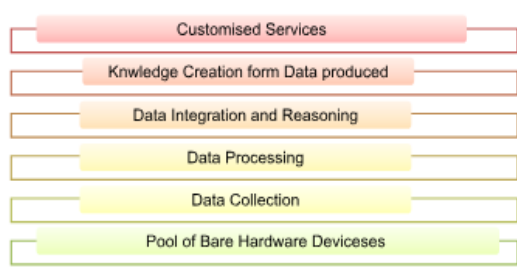 Customised Services
Knwledge Creation form Data produced
Data Integration and Reasoning
Data Processing
Data Collection
Pool of Bare Hardware Deviceses